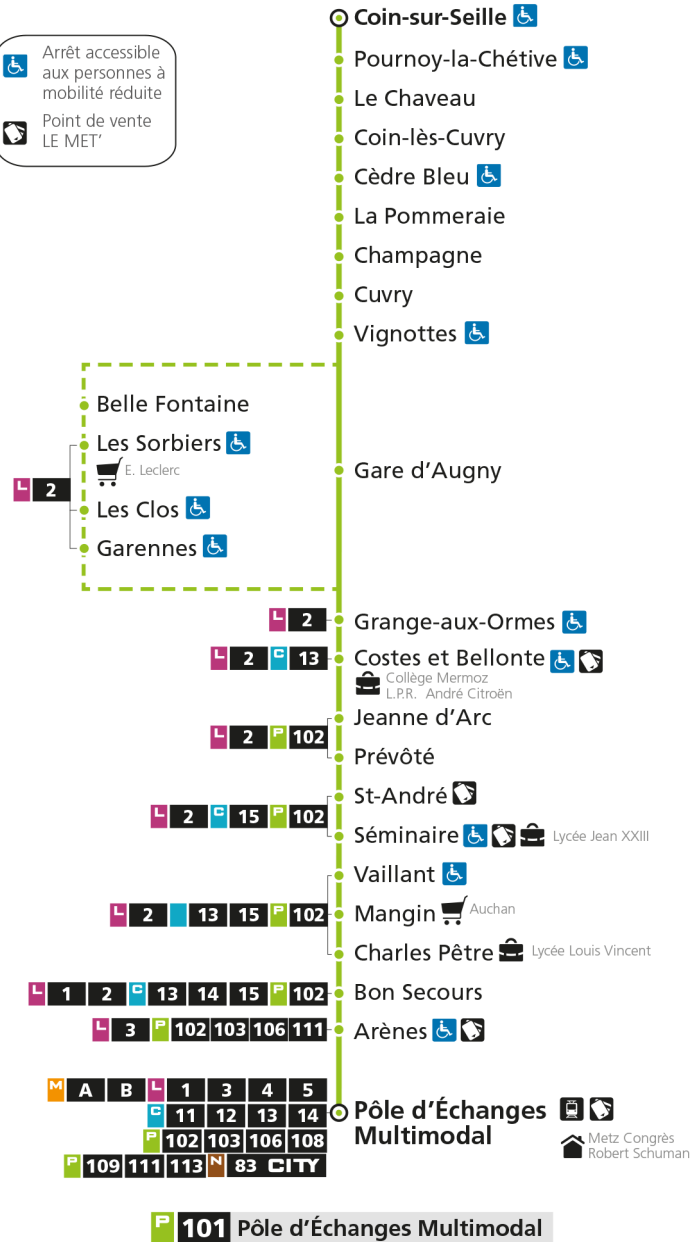 Coin-sur-Seille
Arrêt accessible
aux personnes à
mobilité réduite
Point de vente
LE MET'
Pournoy-la-Chétive
Le Chaveau
Coin-lès-Cuvry
Cèdre Bleu
La Pommeraie
Champagne
Cuvry
Vignottes
Belle Fontaine
Les Sorbiers
E. Leclerc
L 2
Les Clos
Garennes
Gare d'Augny
L 2 Grange-aux-Ormes
L 2 C 13 Costes et Bellonte
Collège Mermoz
L.P.R. André Citroën
Jeanne d'Arc
L 2 P 102
Prévôté
St-André
L 2 C 15 P 102
Séminaire Lycée Jean XXIII
Vaillant
L 2 13 15 P 102 Mangin Auchan
Charles Pêtre Lycée Louis Vincent
L 1 2 C 13 14 15 P 102 Bon Secours
L 3 P 102 103 106 111 Arènes
M A B L 1 3 4 5
C 11 12 13 14
P 102 103 106 108
P 109 111 113 N 83 CITY
Pôle d'Échanges
Multimodal
Metz Congrès
Robert Schuman
P 101 Pôle d'Échanges Multimodal